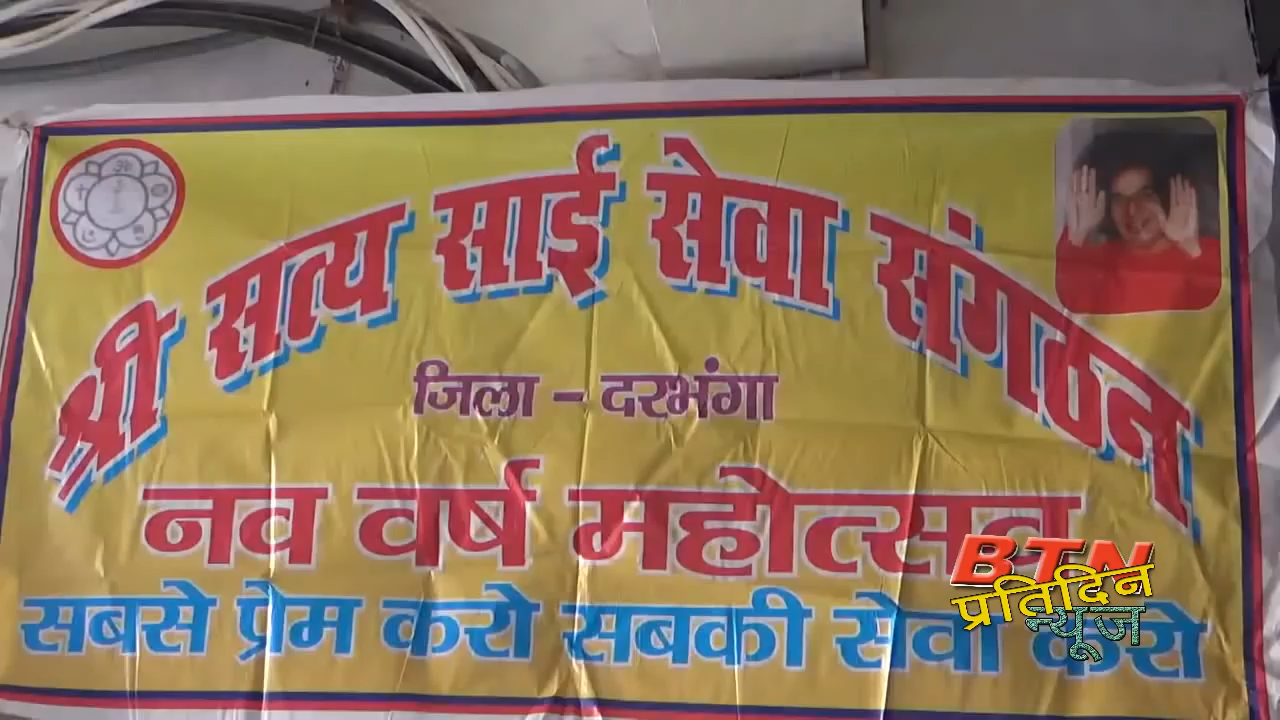 श्री सत्य साई सेवा संगठन
जिला - दरभंगा
नव वर्ष महोत्सव
सबसे प्रेम करो सबकी सेवा करो
BTN
प्रतिदिन
न्यूज